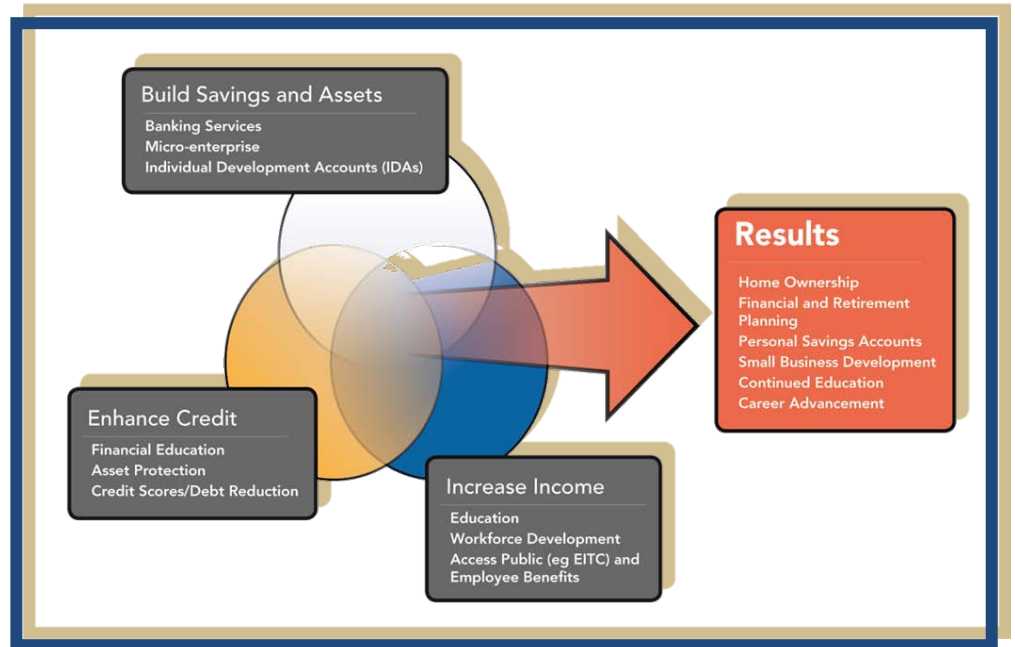 Build Savings and Assets
Banking Services
Micro-enterprise
Individual Development Accounts (IDAs)
Results
Home Ownership
Financial and Retirement
Planning
Personal Savings Accounts
Small Business Development
Continued Education
Career Advancement
Enhance Credit
Financial Education
Asset Protection
Credit Scores/Debt Reduction
Increase Income
Education
Workforce Development
Access Public (eg EITC) and
Employee Benefits